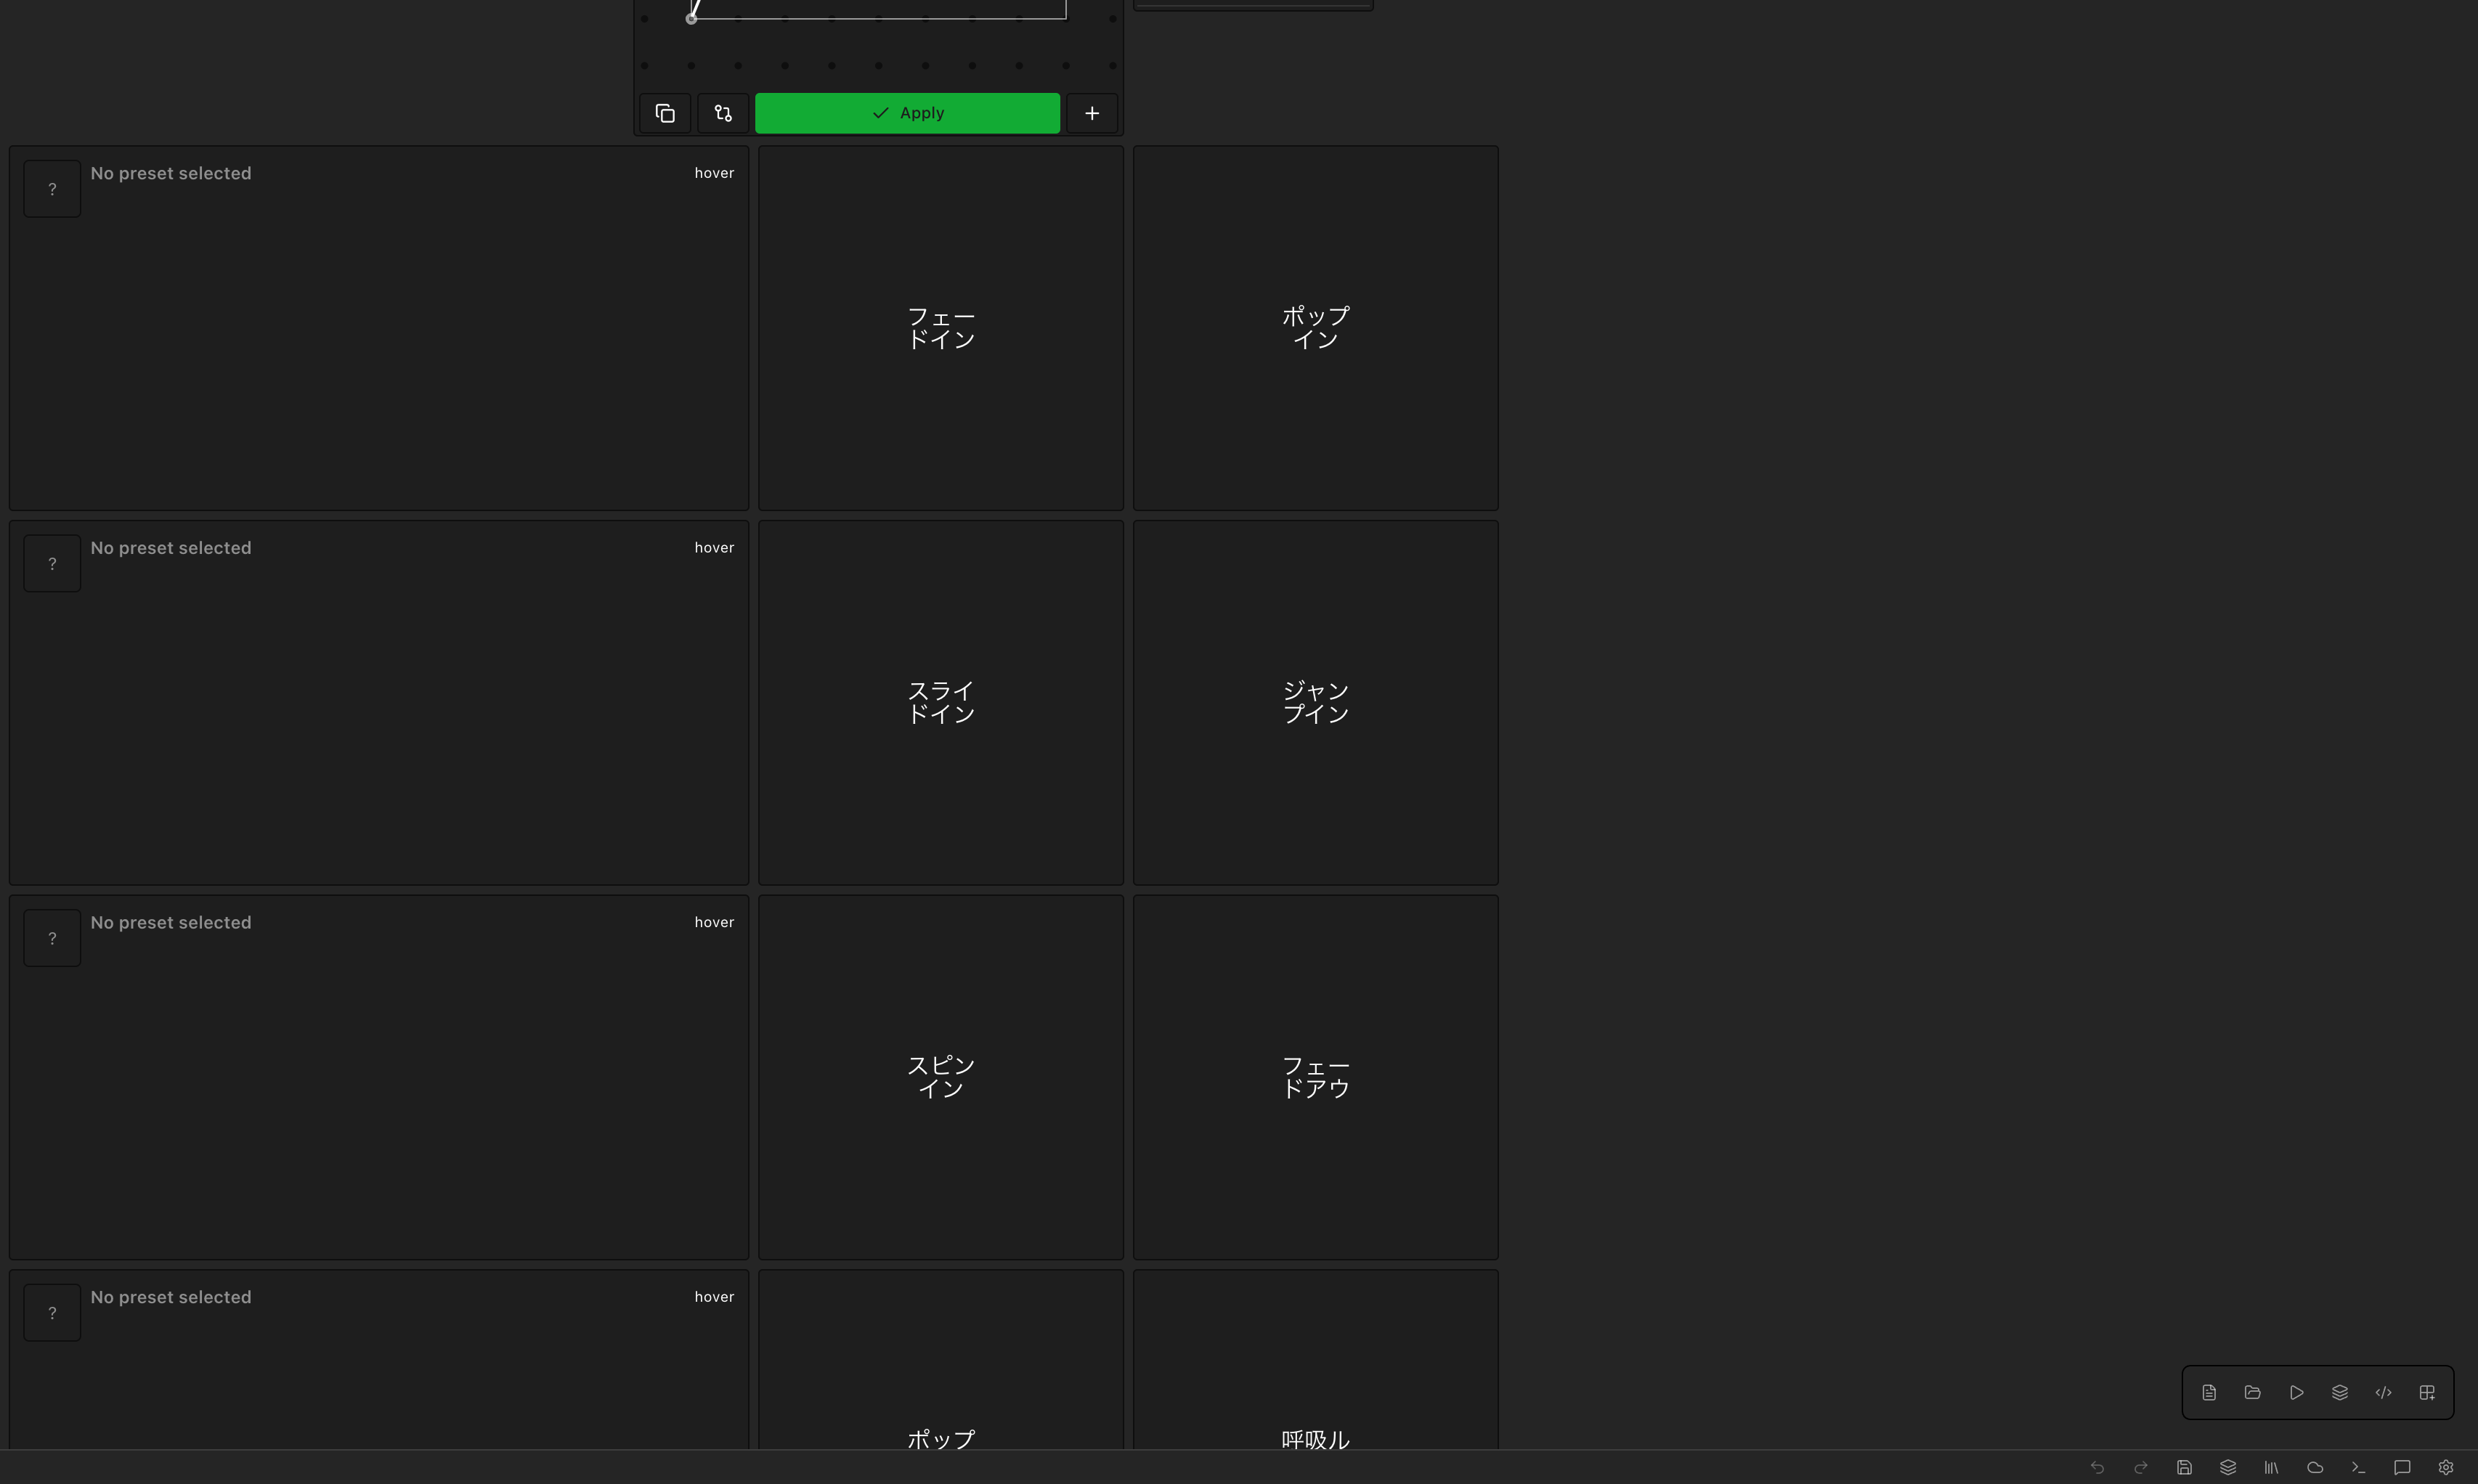 Apply
?
No preset selected
hover
フェー
ドイン
ポップ
イン
?
No preset selected
hover
スライ
ドイン
ジャン
プイン
?
No preset selected
hover
スピン
イン
フェー
ドアウ
?
No preset selected
hover
ポップ
呼吸ル